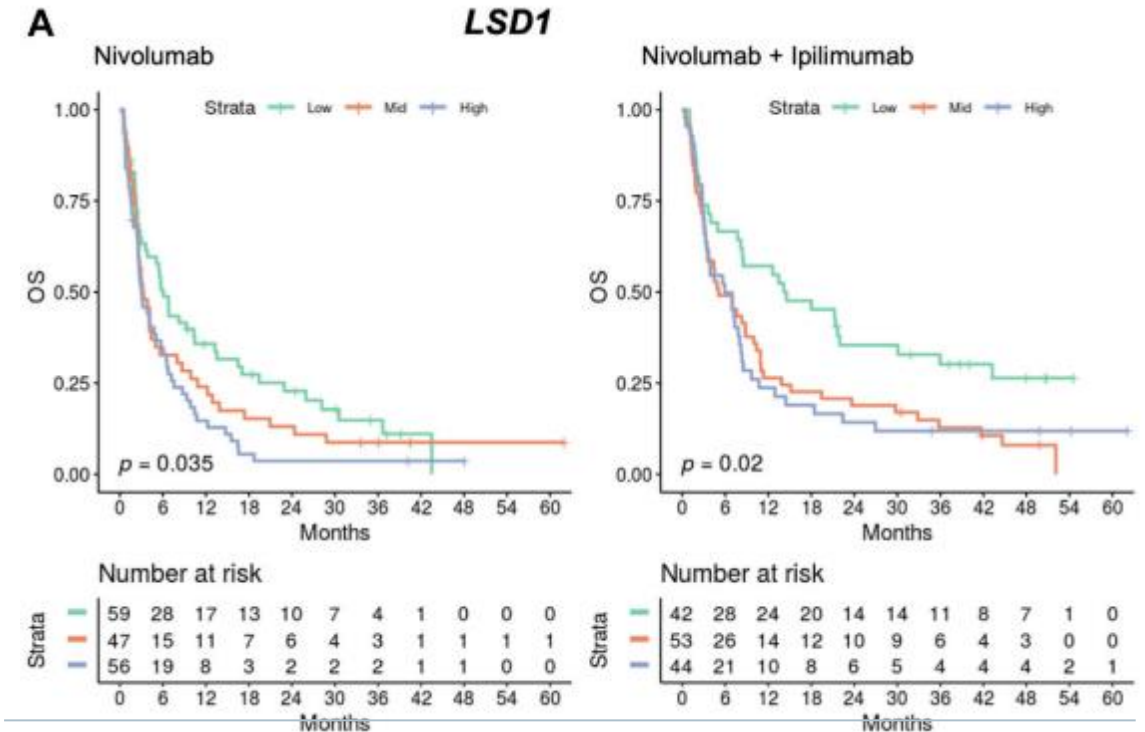 A
LSD1
Nivolumab
Strata Low Mid High
1.00
0.75
0.50
0.25
0.00
OS
p = 0.035
0 6 12 18 24 30 36 42 48 54 60
Months
Number at risk
Strata
59 28 17 13 10 7 4 1 0 0 0
47 15 11 7 6 4 3 1 1 1 1
56 19 8 3 2 2 2 1 1 0 0
0 6 12 18 24 30 36 42 48 54 60
Months
Nivolumab + Ipilimumab
Strata Low Mid High
1.00
0.75
0.50
0.25
0.00
OS
p = 0.02
0 6 12 18 24 30 36 42 48 54 60
Months
Number at risk
Strata
42 28 24 20 14 14 11 8 7 1 0
53 26 14 12 10 9 6 4 3 0 0
44 21 10 8 6 5 4 4 4 2 1
0 6 12 18 24 30 36 42 48 54 60
Months